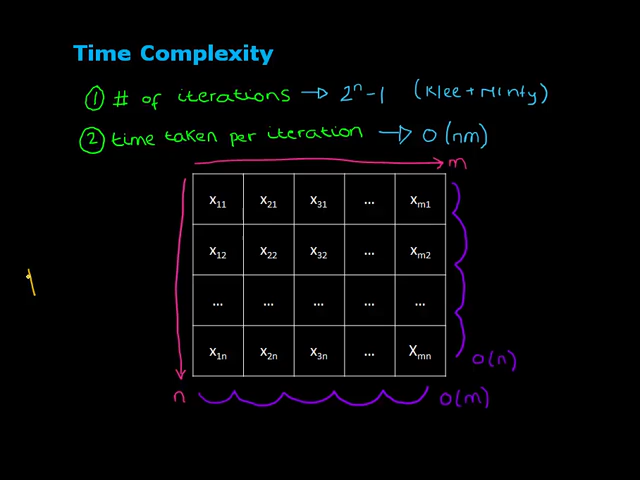 Time Complexity
① # of iterations → 2ⁿ-1 (Klee + Minty)
② time taken per iteration → O(nm)
m
x11 x21 x31 ... xm1
x12 x22 x32 ... xm2
... ... ... ... ...
x1n x2n x3n ... Xmn
O(n)
n
O(m)